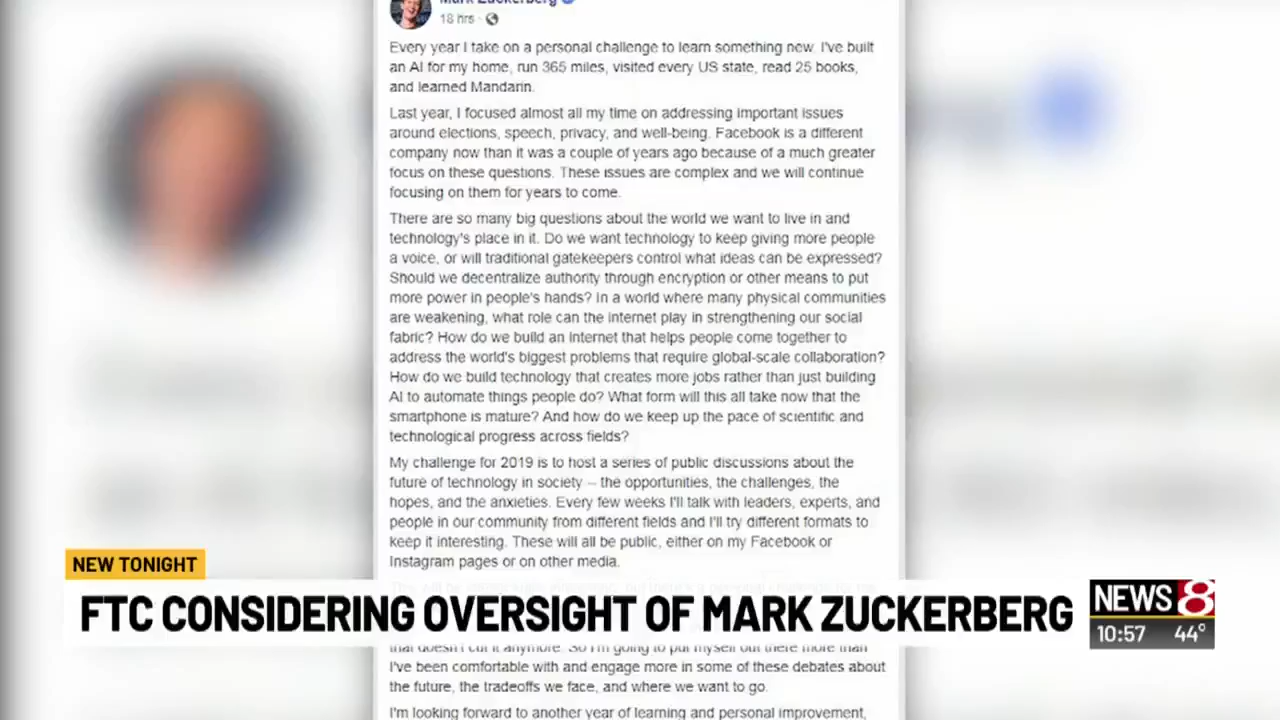 Mark Zuckerberg
18 hrs
Every year I take on a personal challenge to learn something new. I've built
an AI for my home, run 365 miles, visited every US state, read 25 books,
and learned Mandarin.
Last year, I focused almost all my time on addressing important issues
around elections, speech, privacy, and well-being. Facebook is a different
company now than it was a couple of years ago because of a much greater
focus on these questions. These issues are complex and we will continue
focusing on them for years to come.
There are so many big questions about the world we want to live in and
technology's place in it. Do we want technology to keep giving more people
a voice, or will traditional gatekeepers control what ideas can be expressed?
Should we decentralize authority through encryption or other means to put
more power in people's hands? In a world where many physical communities
are weakening, what role can the internet play in strengthening our social
fabric? How do we build an internet that helps people come together to
address the world's biggest problems that require global-scale collaboration?
How do we build technology that creates more jobs rather than just building
AI to automate things people do? What form will this all take now that the
smartphone is mature? And how do we keep up the pace of scientific and
technological progress across fields?
My challenge for 2019 is to host a series of public discussions about the
future of technology in society -- the opportunities, the challenges, the
hopes, and the anxieties. Every few weeks I'll talk with leaders, experts, and
people in our community from different fields and I'll try different formats to
keep it interesting. These will all be public, either on my Facebook or
Instagram pages or on other media.
NEW TONIGHT
FTC CONSIDERING OVERSIGHT OF MARK ZUCKERBERG
NEWS 8
10:57 44°
that doesn't cut it anymore. So I'm going to put myself out there more than
I've been comfortable with and engage more in some of these debates about
the future, the tradeoffs we face, and where we want to go.
I'm looking forward to another year of learning and personal improvement,